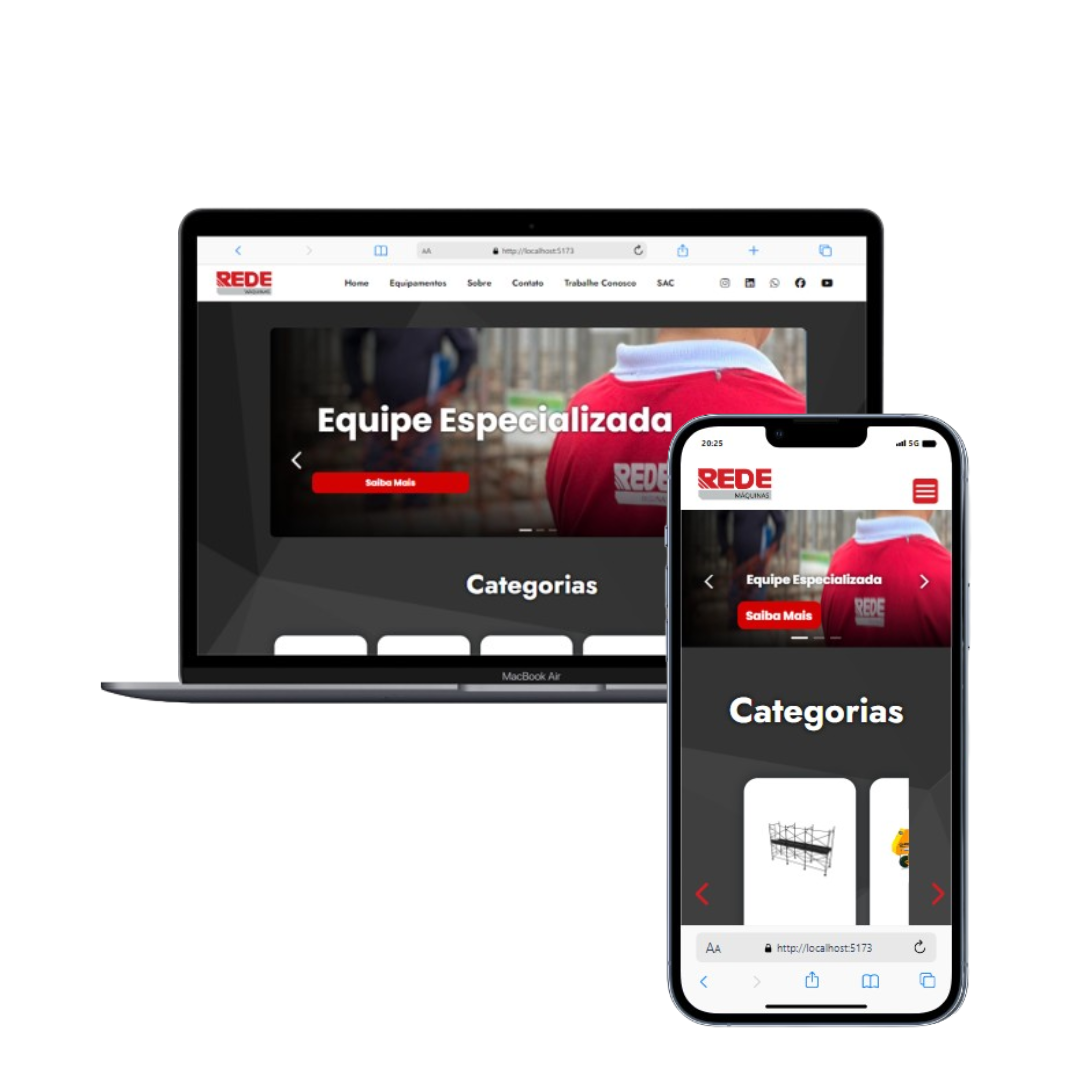 AA http://localhost:5173
REDE
MÁQUINAS
Home Equipamentos Sobre Contato Trabalhe Conosco SAC
Equipe Especializada
Saiba Mais
REDE
Categorias
MacBook Air
20:25 5G
REDE
MÁQUINAS
Equipe Especializada
Saiba Mais
REDE
Categorias
AA http://localhost:5173